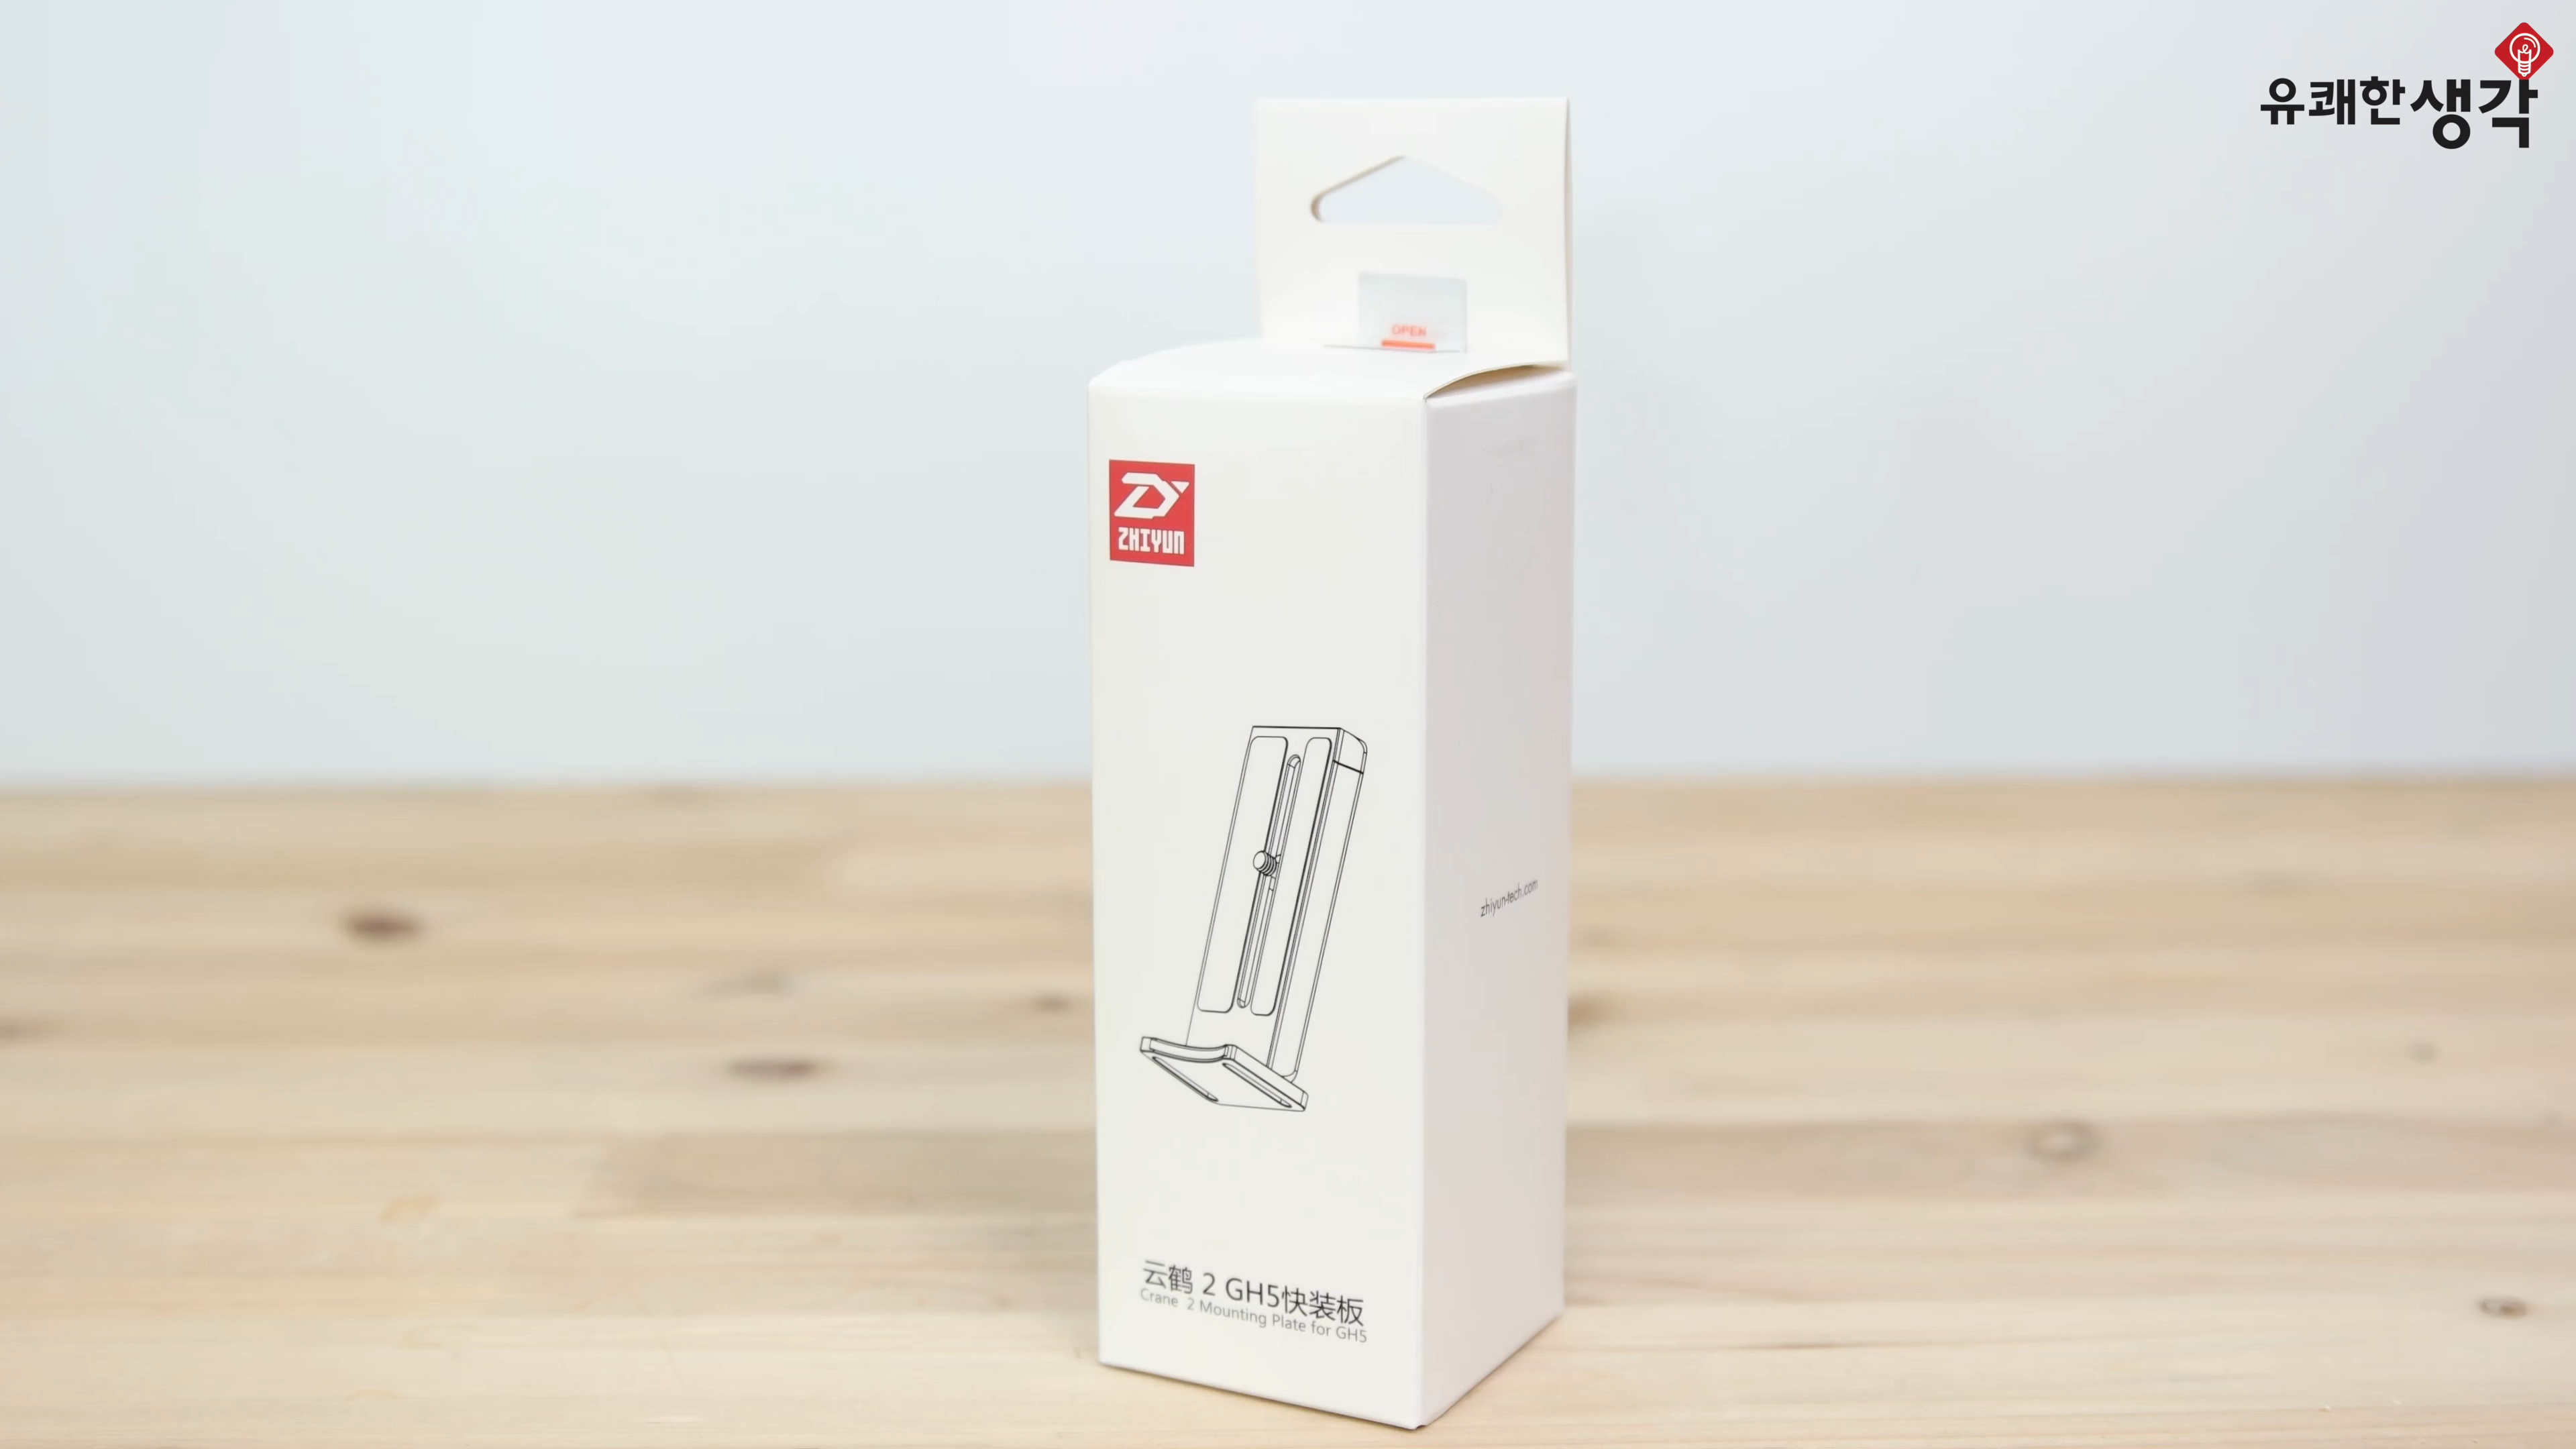 유쾌한 생각
OPEN
ZHIYUN
zhiyun-tech.com
云鹤 2 GH5快装板
Crane 2 Mounting Plate for GH5